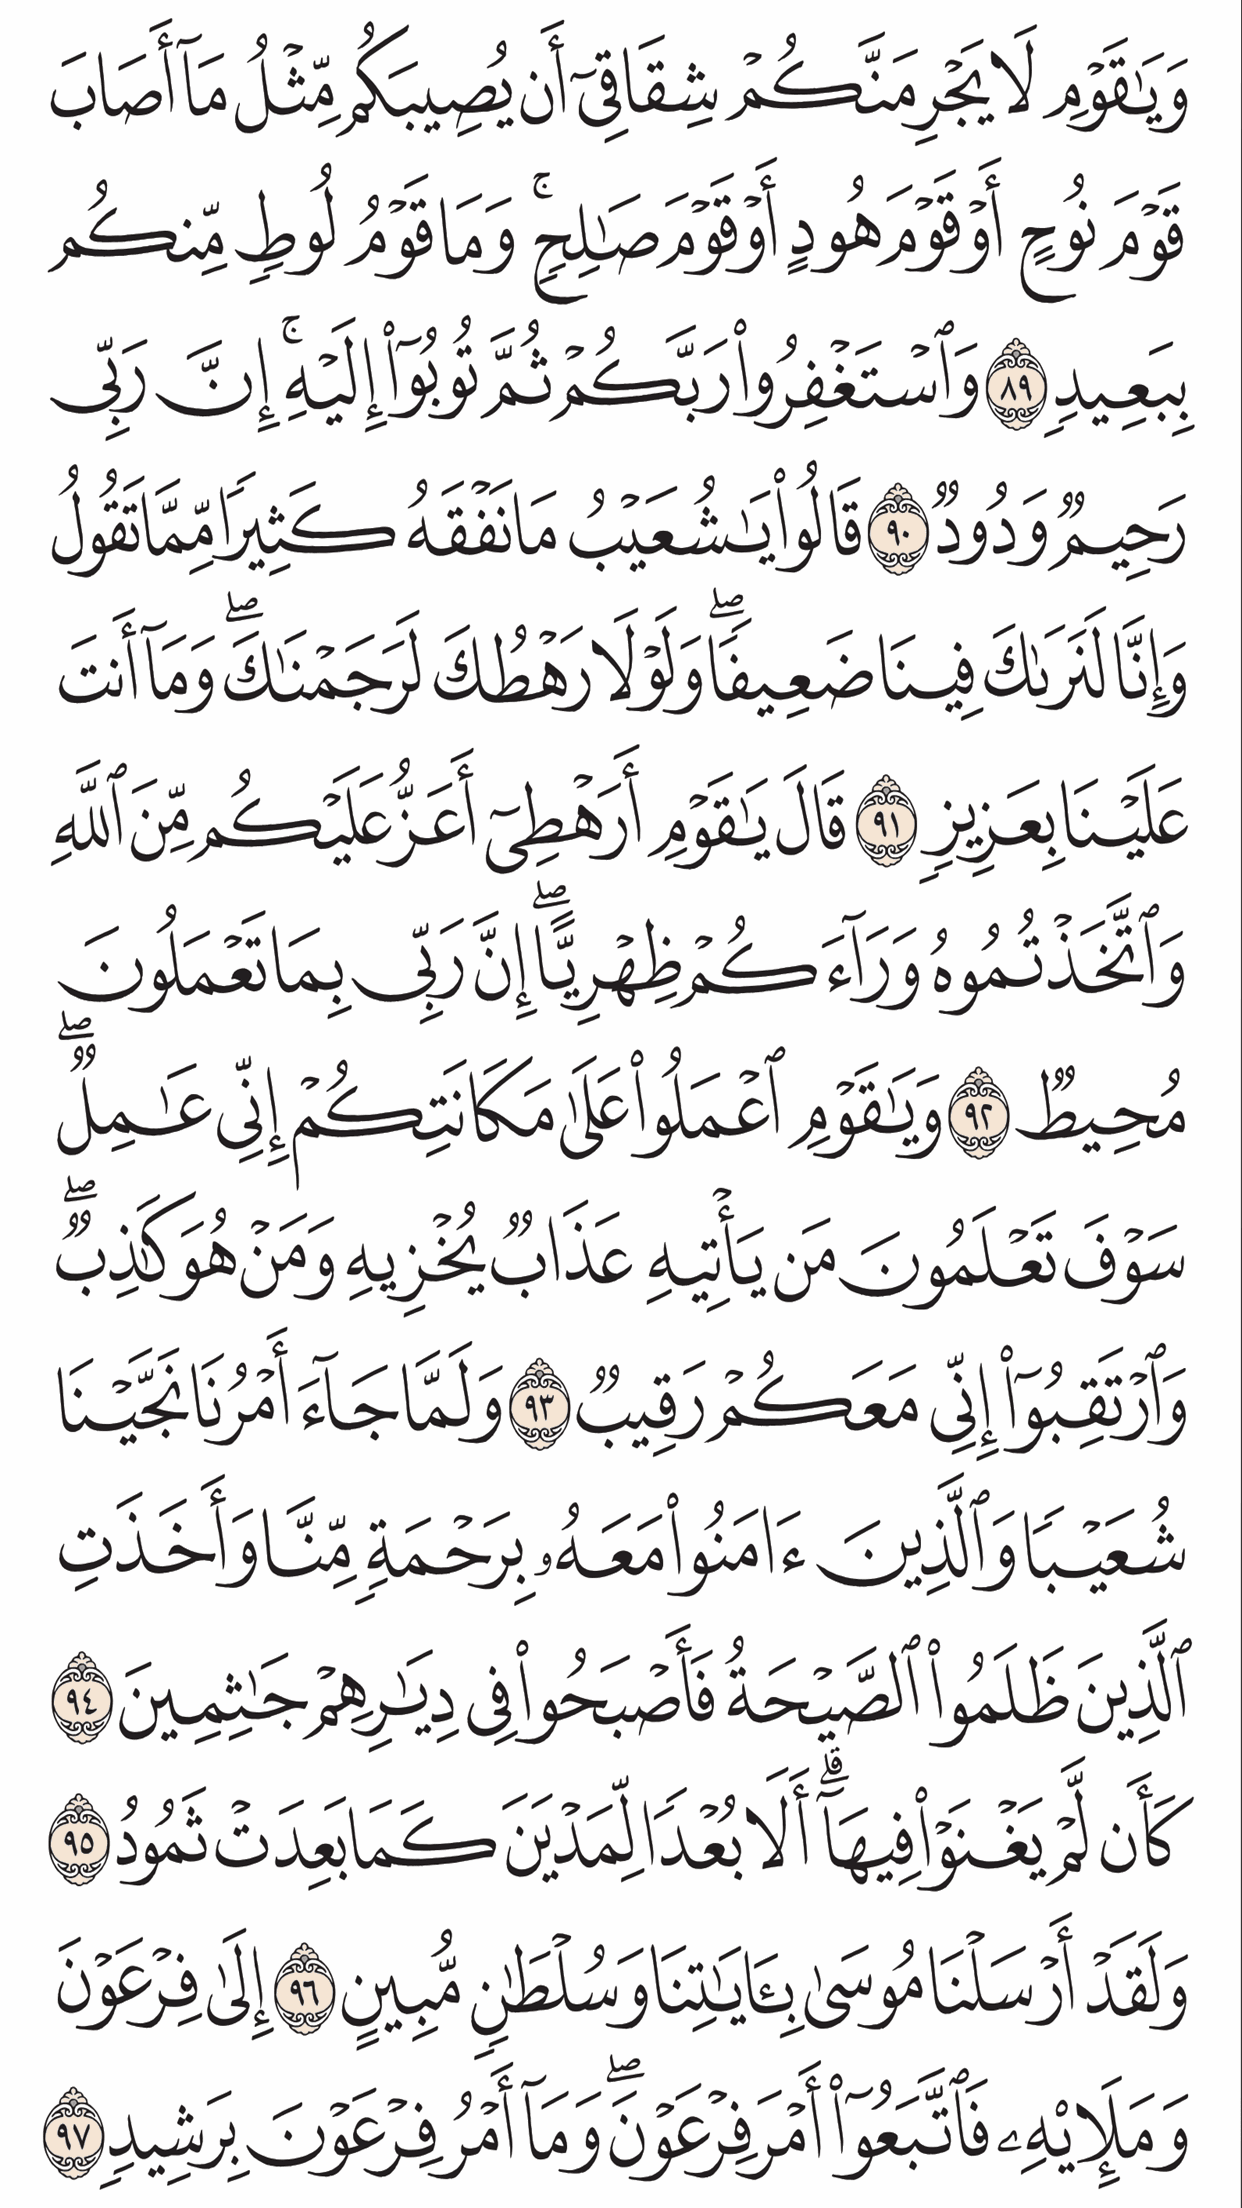 وَيَـٰقَوۡمِ لَا يَجۡرِمَنَّكُمۡ شِقَاقِيٓ أَن يُصِيبَكُم مِّثۡلُ مَآ أَصَابَ
قَوۡمَ نُوحٍ أَوۡ قَوۡمَ هُودٍ أَوۡ قَوۡمَ صَـٰلِحٖۚ وَمَا قَوۡمُ لُوطٖ مِّنكُم
بِبَعِيدٖ ٨٩ وَٱسۡتَغۡفِرُواْ رَبَّكُمۡ ثُمَّ تُوبُوٓاْ إِلَيۡهِۚ إِنَّ رَبِّي
رَحِيمٞ وَدُودٞ ٩٠ قَالُواْ يَـٰشُعَيۡبُ مَا نَفۡقَهُ كَثِيرٗا مِّمَّا تَقُولُ
وَإِنَّا لَنَرَىٰكَ فِينَا ضَعِيفٗاۖ وَلَوۡلَا رَهۡطُكَ لَرَجَمۡنَـٰكَۖ وَمَآ أَنتَ
عَلَيۡنَا بِعَزِيزٖ ٩١ قَالَ يَـٰقَوۡمِ أَرَهۡطِيٓ أَعَزُّ عَلَيۡكُم مِّنَ ٱللَّهِ
وَٱتَّخَذۡتُمُوهُ وَرَآءَكُمۡ ظِهۡرِيًّاۖ إِنَّ رَبِّي بِمَا تَعۡمَلُونَ
مُحِيطٞ ٩٢ وَيَـٰقَوۡمِ ٱعۡمَلُواْ عَلَىٰ مَكَانَتِكُمۡ إِنِّي عَـٰمِلٞۖ
سَوۡفَ تَعۡلَمُونَ مَن يَأۡتِيهِ عَذَابٞ يُخۡزِيهِ وَمَنۡ هُوَ كَـٰذِبٞۖ
وَٱرۡتَقِبُوٓاْ إِنِّي مَعَكُمۡ رَقِيبٞ ٩٣ وَلَمَّا جَآءَ أَمۡرُنَا نَجَّيۡنَا
شُعَيۡبٗا وَٱلَّذِينَ ءَامَنُواْ مَعَهُۥ بِرَحۡمَةٖ مِّنَّا وَأَخَذَتِ
ٱلَّذِينَ ظَلَمُواْ ٱلصَّيۡحَةُ فَأَصۡبَحُواْ فِي دِيَـٰرِهِمۡ جَـٰثِمِينَ ٩٤
كَأَن لَّمۡ يَغۡنَوۡاْ فِيهَآۗ أَلَا بُعۡدٗا لِّمَدۡيَنَ كَمَا بَعِدَتۡ ثَمُودُ ٩٥
وَلَقَدۡ أَرۡسَلۡنَا مُوسَىٰ بِـَٔايَـٰتِنَا وَسُلۡطَـٰنٖ مُّبِينٍ ٩٦ إِلَىٰ فِرۡعَوۡنَ
وَمَلَإِيْهِۦ فَٱتَّبَعُوٓاْ أَمۡرَ فِرۡعَوۡنَۖ وَمَآ أَمۡرُ فِرۡعَوۡنَ بِرَشِيدٖ ٩٧